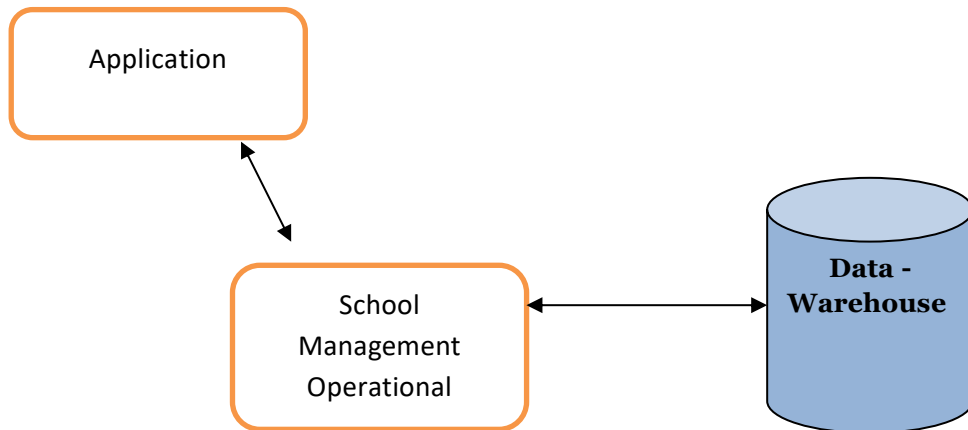 Application
School
Management
Operational
Data -
Warehouse